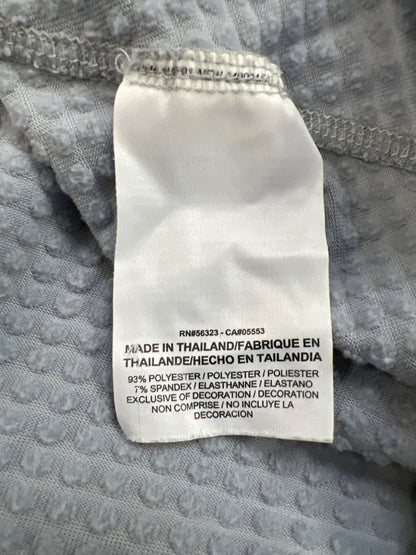 RN#56323 - CA#05553
MADE IN THAILAND/FABRIQUE EN
THAILANDE/HECHO EN TAILANDIA
93% POLYESTER / POLYESTER / POLIESTER
7% SPANDEX / ELASTHANNE / ELASTANO
EXCLUSIVE OF DECORATION / DECORATION
NON COMPRISE / NO INCLUYE LA
DECORACION